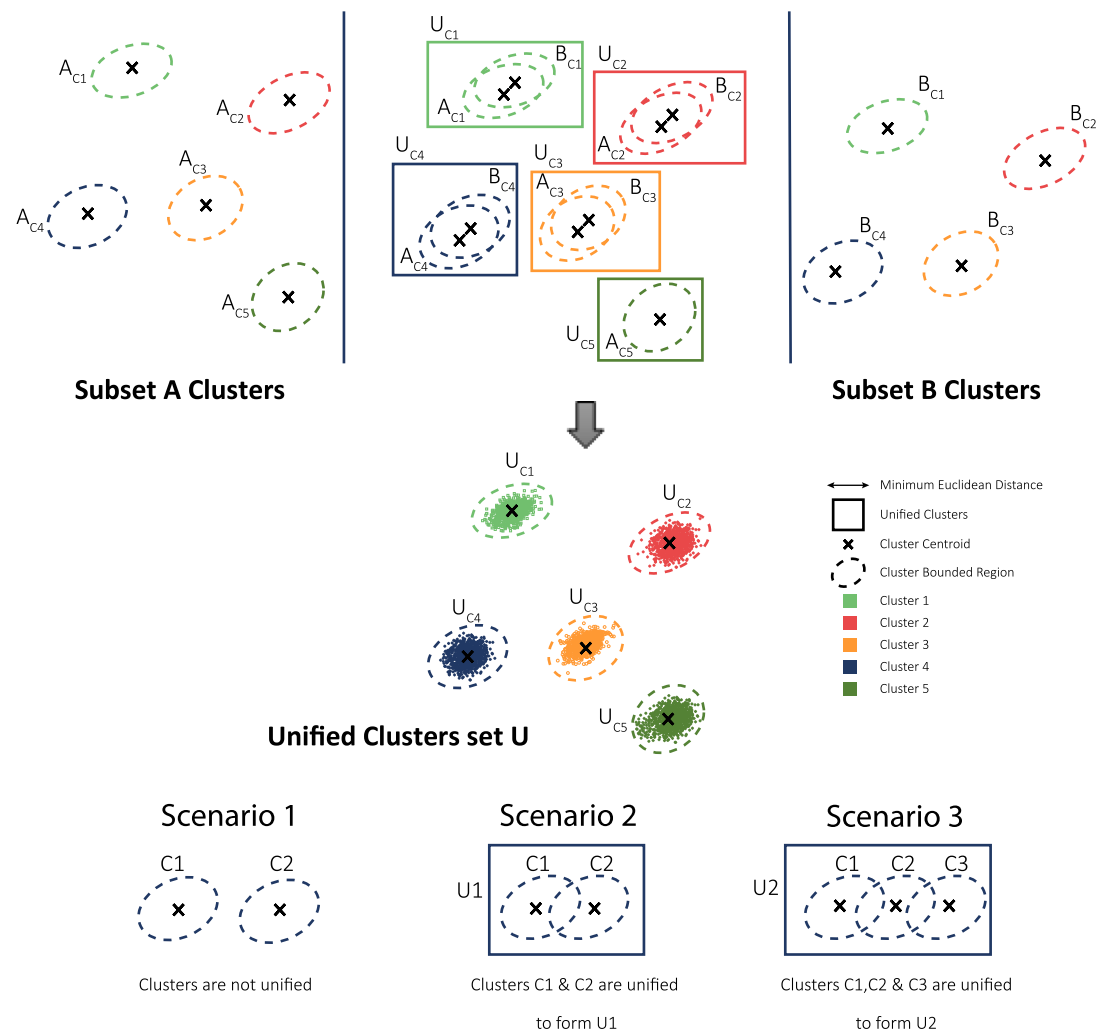 A_C1
A_C2
A_C3
A_C4
A_C5
Subset A Clusters
U_C1
B_C1
A_C1
U_C2
B_C2
A_C2
U_C4
B_C4
A_C4
U_C3
A_C3
B_C3
U_C5
A_C5
B_C1
B_C2
B_C4
B_C3
Subset B Clusters
U_C1
U_C2
U_C4
U_C3
U_C5
Unified Clusters set U
Minimum Euclidean Distance
Unified Clusters
Cluster Centroid
Cluster Bounded Region
Cluster 1
Cluster 2
Cluster 3
Cluster 4
Cluster 5
Scenario 1
C1 C2
Clusters are not unified
Scenario 2
U1
C1 C2
Clusters C1 & C2 are unified
to form U1
Scenario 3
U2
C1 C2 C3
Clusters C1,C2 & C3 are unified
to form U2